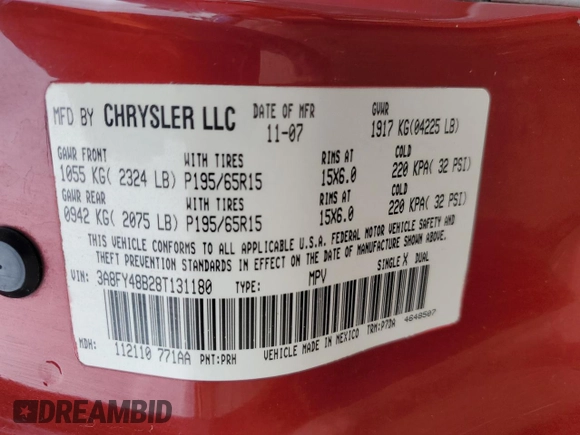 MFD BY CHRYSLER LLC DATE OF MFR 11-07 GVWR 1917 KG(04225 LB)
GAWR FRONT WITH TIRES RIMS AT COLD
1055 KG( 2324 LB) P195/65R15 15X6.0 220 KPA( 32 PSI)
GAWR REAR WITH TIRES RIMS AT COLD
0942 KG( 2075 LB) P195/65R15 15X6.0 220 KPA( 32 PSI)
THIS VEHICLE CONFORMS TO ALL APPLICABLE U.S.A. FEDERAL MOTOR VEHICLE SAFETY AND
THEFT PREVENTION STANDARDS IN EFFECT ON THE DATE OF MANUFACTURE SHOWN ABOVE.
VIN: 3A8FY48B28T131180 TYPE: MPV SINGLE X DUAL
MDH: 112110 771AA PNT:PRH VEHICLE MADE IN MEXICO TRM:P7DA 4648507
DREAMBID